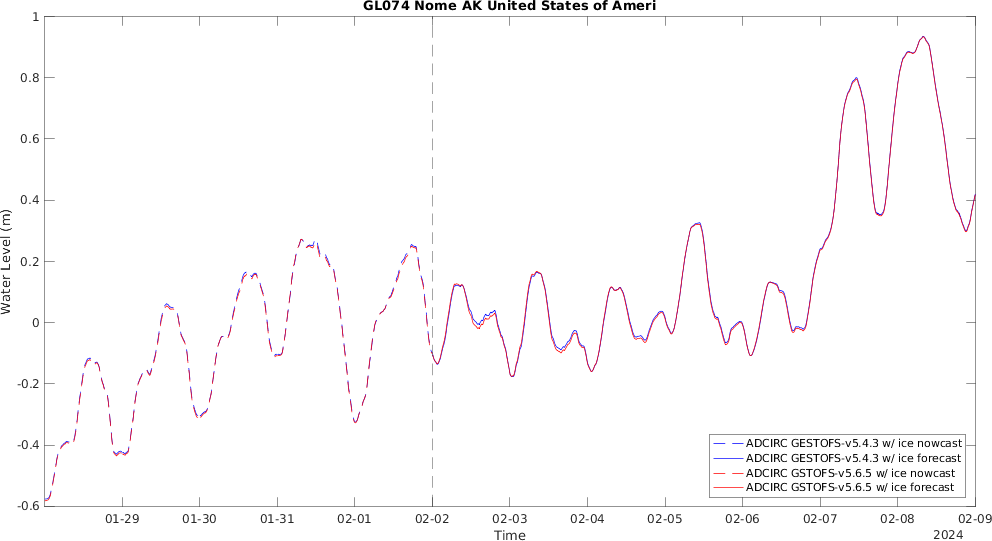 GL074 Nome AK United States of Ameri
Water Level (m)
1
0.8
0.6
0.4
0.2
0
-0.2
-0.4
-0.6
ADCIRC GESTOFS-v5.4.3 w/ ice nowcast
ADCIRC GESTOFS-v5.4.3 w/ ice forecast
ADCIRC GSTOFS-v5.6.5 w/ ice nowcast
ADCIRC GSTOFS-v5.6.5 w/ ice forecast
01-29 01-30 01-31 02-01 02-02 02-03 02-04 02-05 02-06 02-07 02-08 02-09
Time
2024